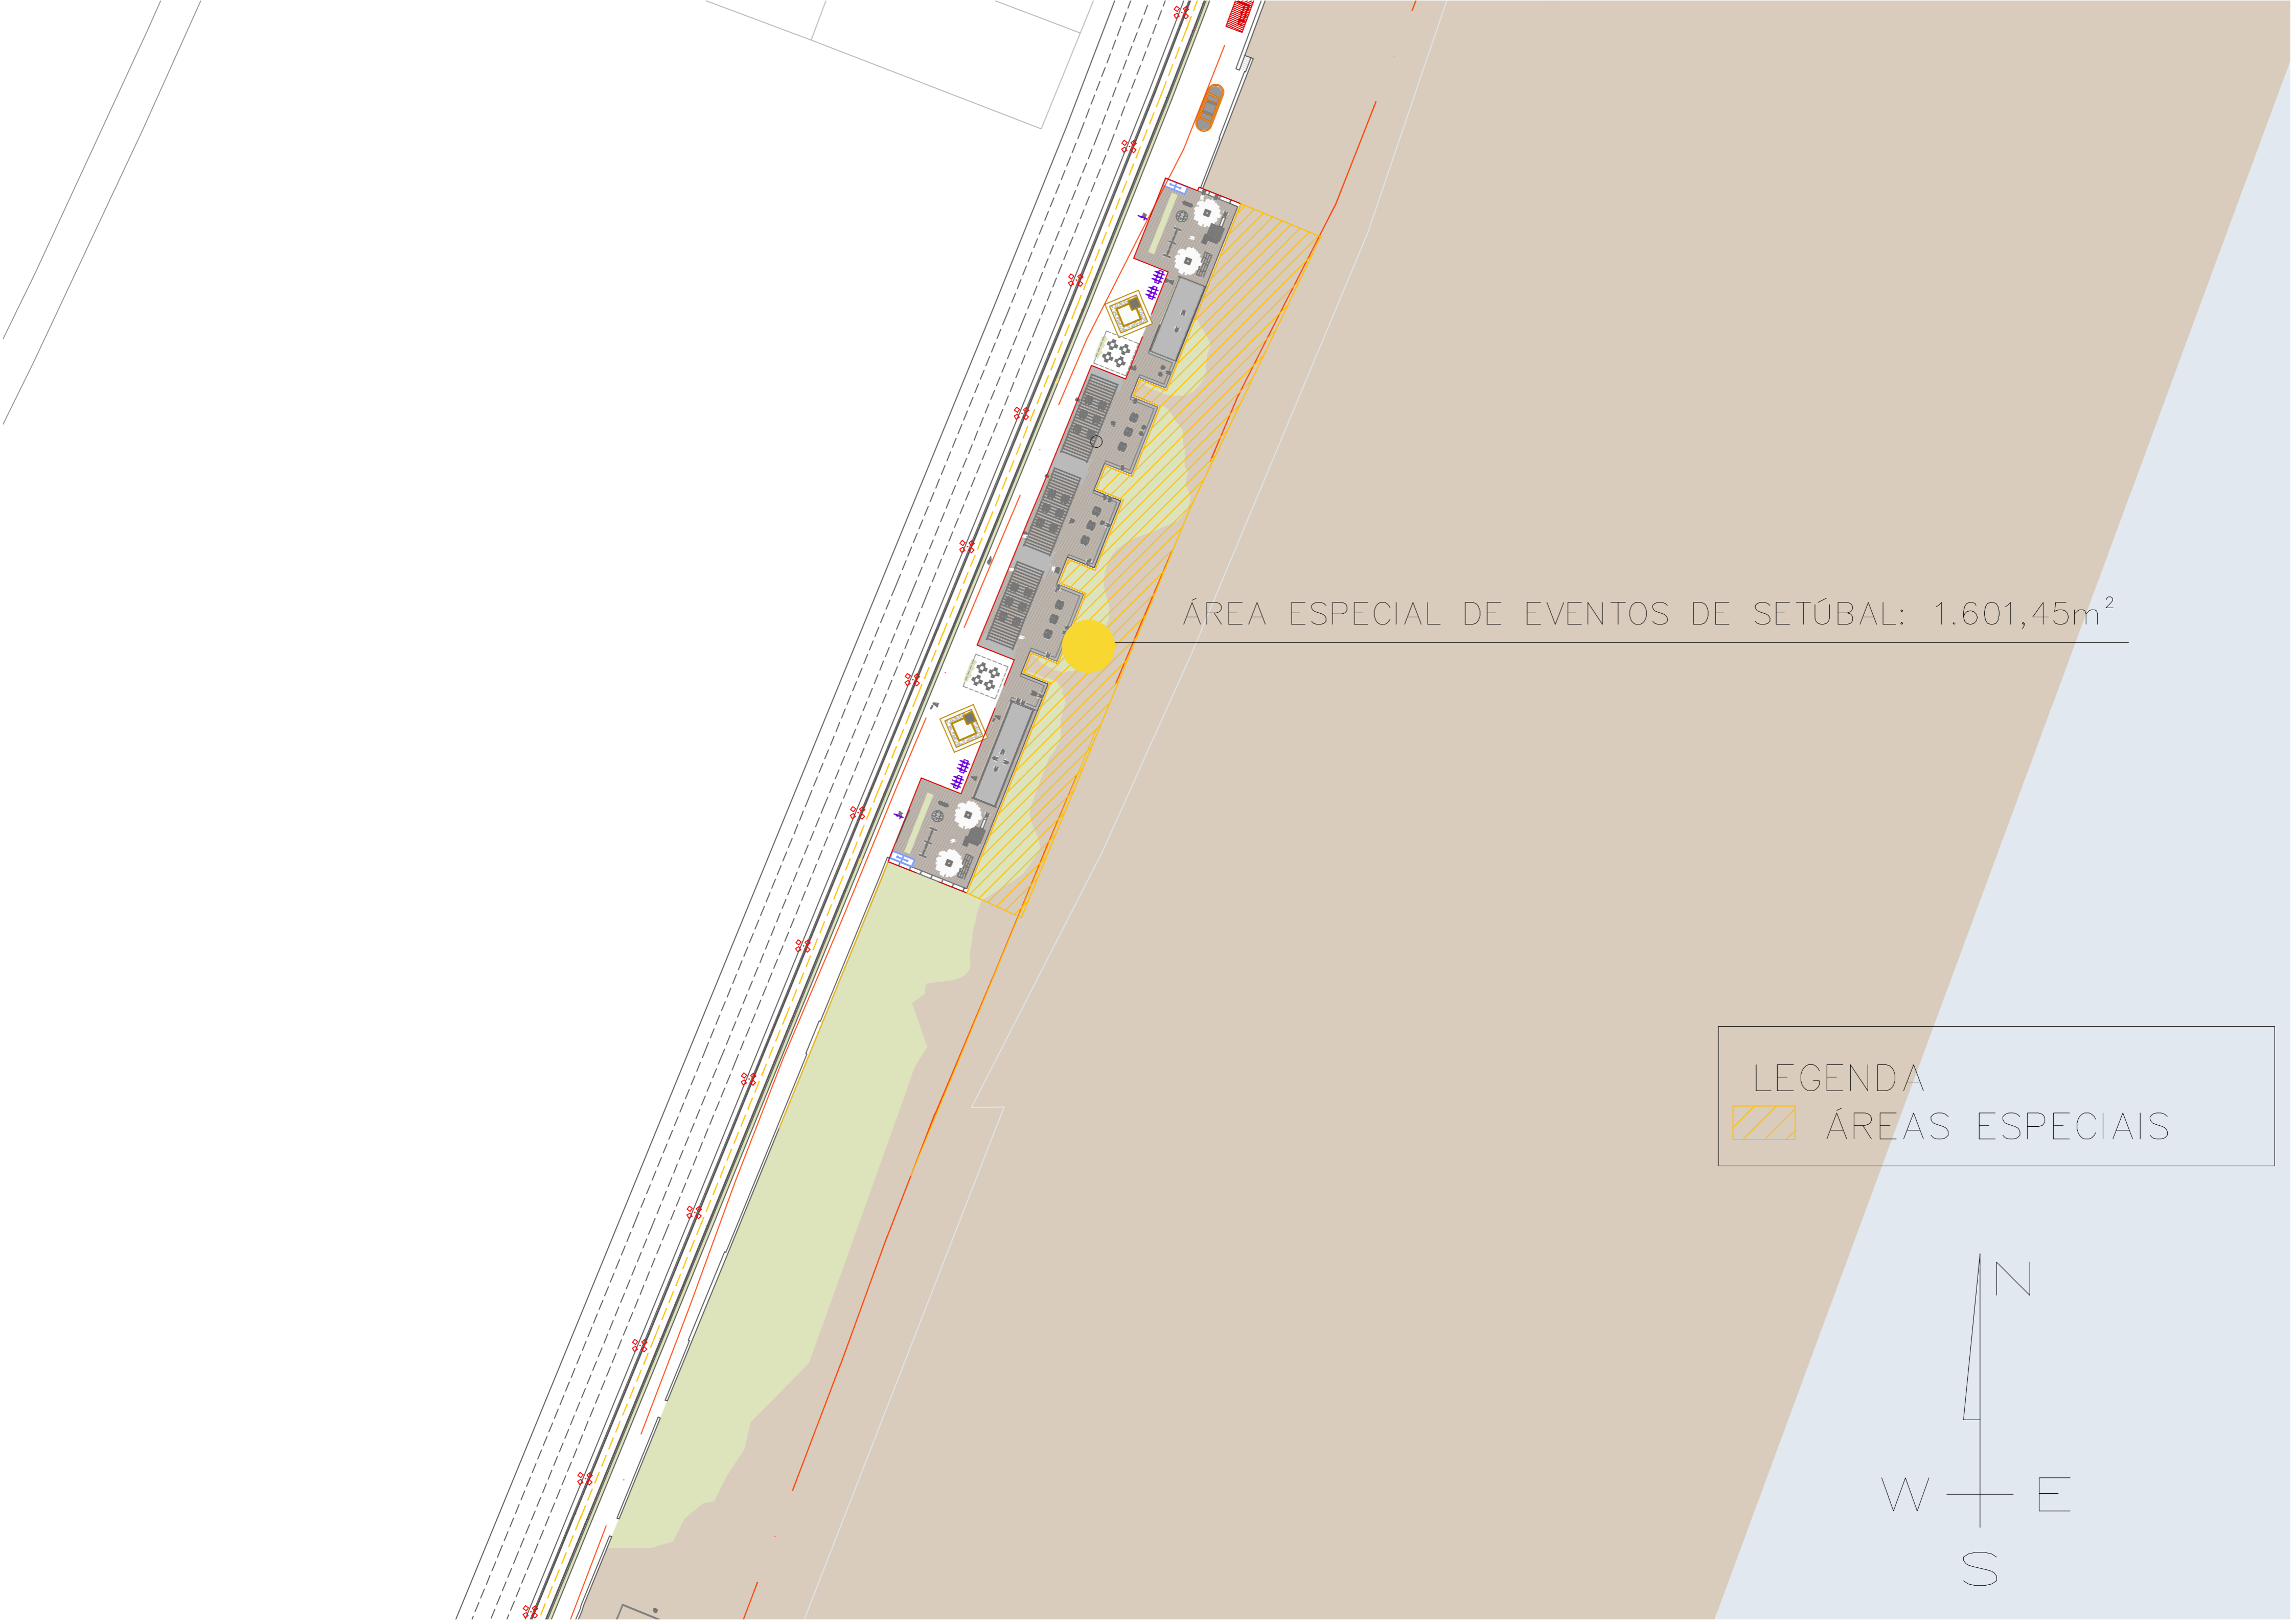 ÁREA ESPECIAL DE EVENTOS DE SETÚBAL: 1.601,45m²
LEGENDA
ÁREAS ESPECIAIS
N
W E
S